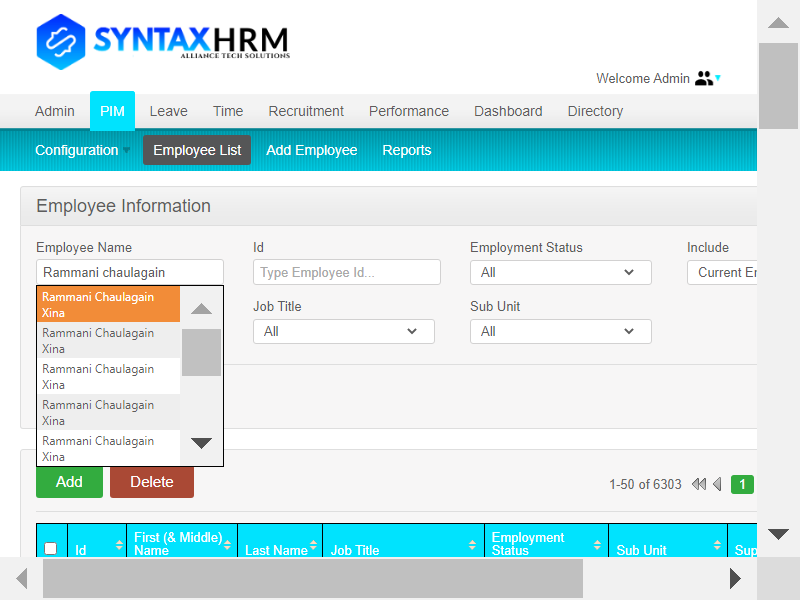 SYNTAXHRM
ALLIANCE TECH SOLUTIONS
Welcome Admin
Admin PIM Leave Time Recruitment Performance Dashboard Directory
Configuration Employee List Add Employee Reports
Employee Information
Employee Name Id Employment Status Include
Rammani chaulagain Type Employee Id... All Current
Rammani Chaulagain
Xina
Rammani Chaulagain
Xina
Rammani Chaulagain
Xina
Rammani Chaulagain
Xina
Rammani Chaulagain
Xina
Job Title Sub Unit
All All
Add Delete 1-50 of 6303 1
Id First (& Middle)
Name Last Name Job Title Employment
Status Sub Unit